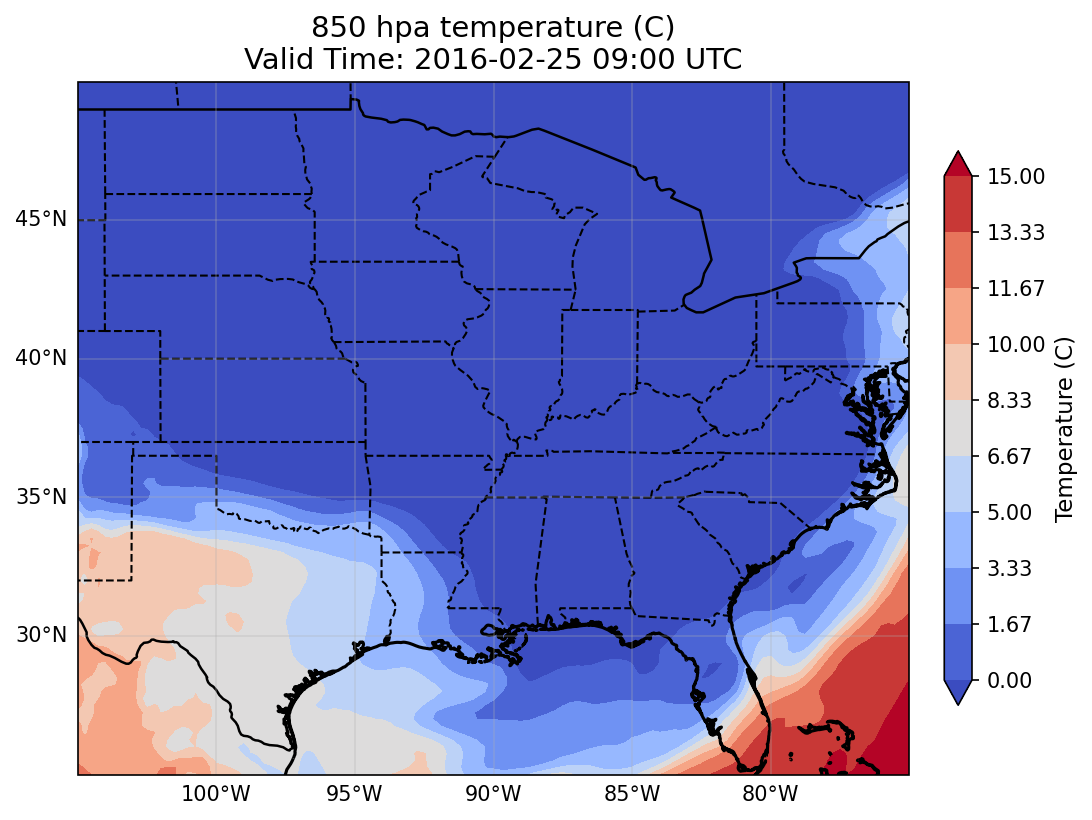 850 hpa temperature (C)
Valid Time: 2016-02-25 09:00 UTC
45°N
40°N
35°N
30°N
100°W
95°W
90°W
85°W
80°W
15.00
13.33
11.67
10.00
8.33
6.67
5.00
3.33
1.67
0.00
Temperature (C)